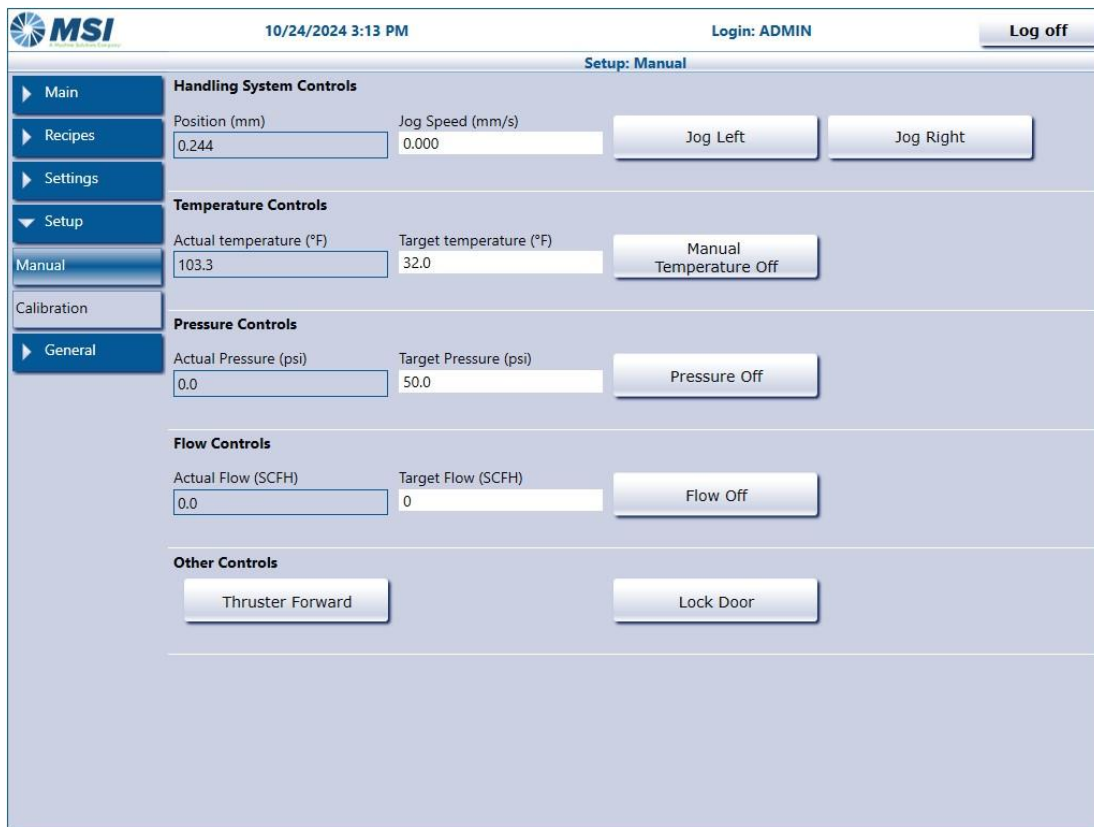 MSI
A Machine Solutions Company
10/24/2024 3:13 PM
Login: ADMIN
Log off
Setup: Manual
Main
Recipes
Settings
Setup
Manual
Calibration
General
Handling System Controls
Position (mm)
0.244
Jog Speed (mm/s)
0.000
Jog Left
Jog Right
Temperature Controls
Actual temperature (°F)
103.3
Target temperature (°F)
32.0
Manual
Temperature Off
Pressure Controls
Actual Pressure (psi)
0.0
Target Pressure (psi)
50.0
Pressure Off
Flow Controls
Actual Flow (SCFH)
0.0
Target Flow (SCFH)
0
Flow Off
Other Controls
Thruster Forward
Lock Door